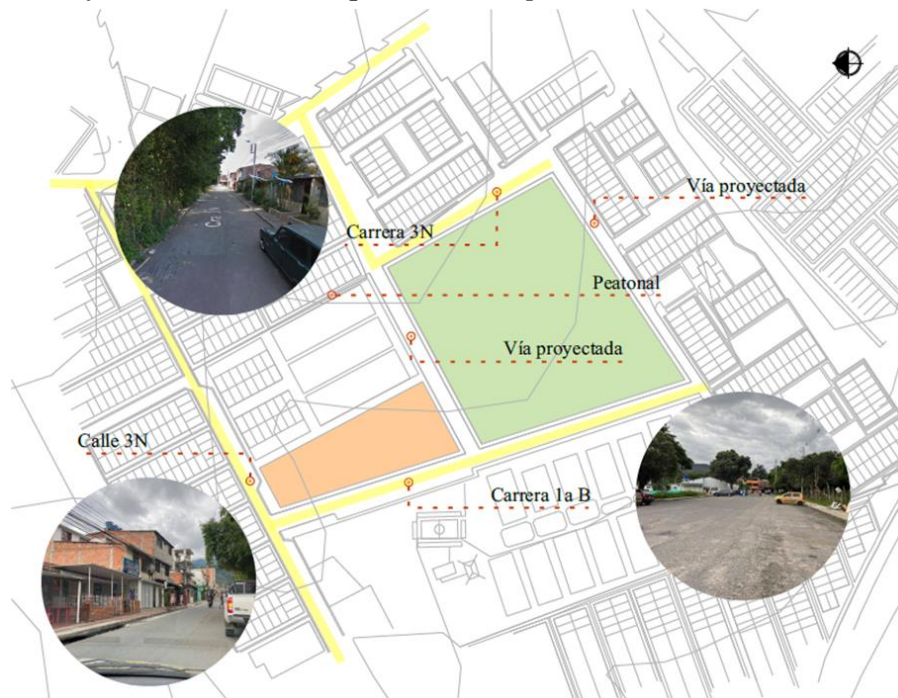 Vía proyectada
Carrera 3N
Peatonal
Vía proyectada
Calle 3N
Carrera 1a B